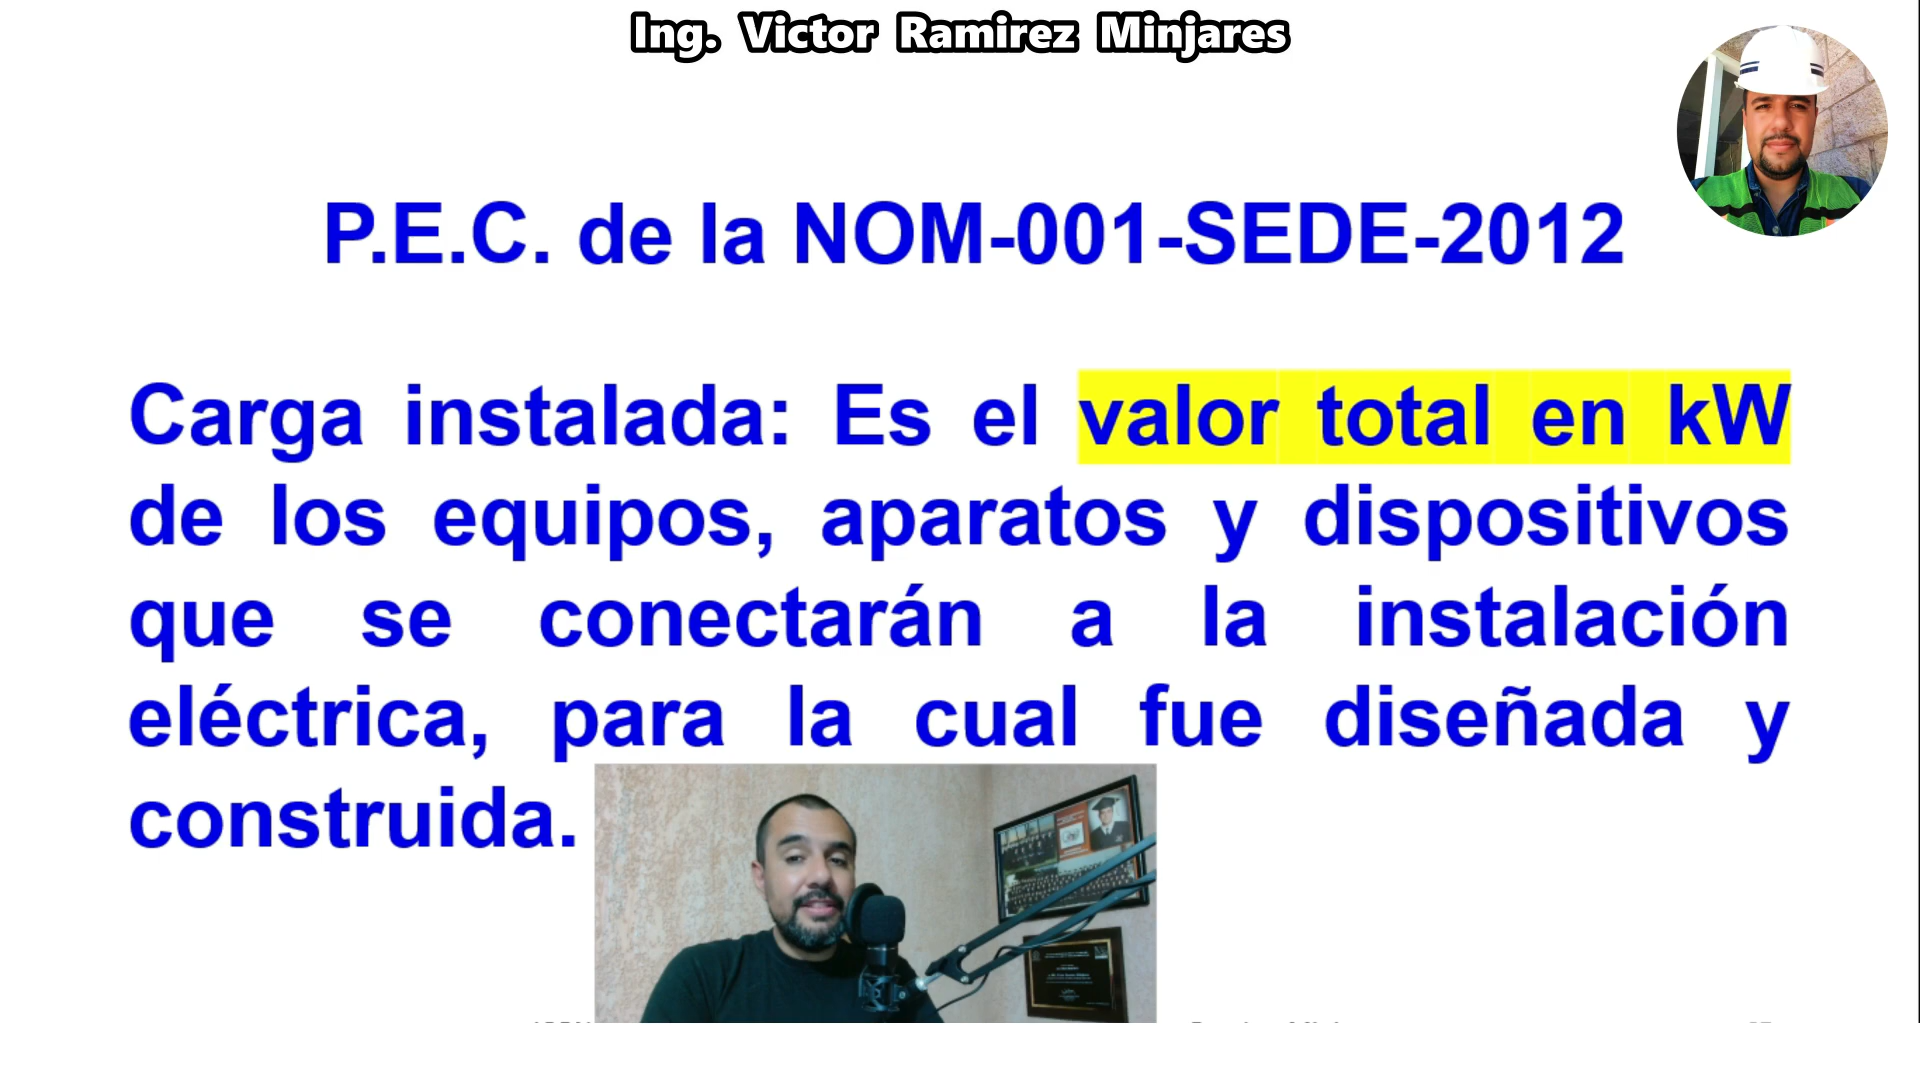 Ing. Victor Ramirez Minjares
P.E.C. de la NOM-001-SEDE-2012
Carga instalada: Es el valor total en kW
de los equipos, aparatos y dispositivos
que se conectarán a la instalación
eléctrica, para la cual fue diseñada y
construida.